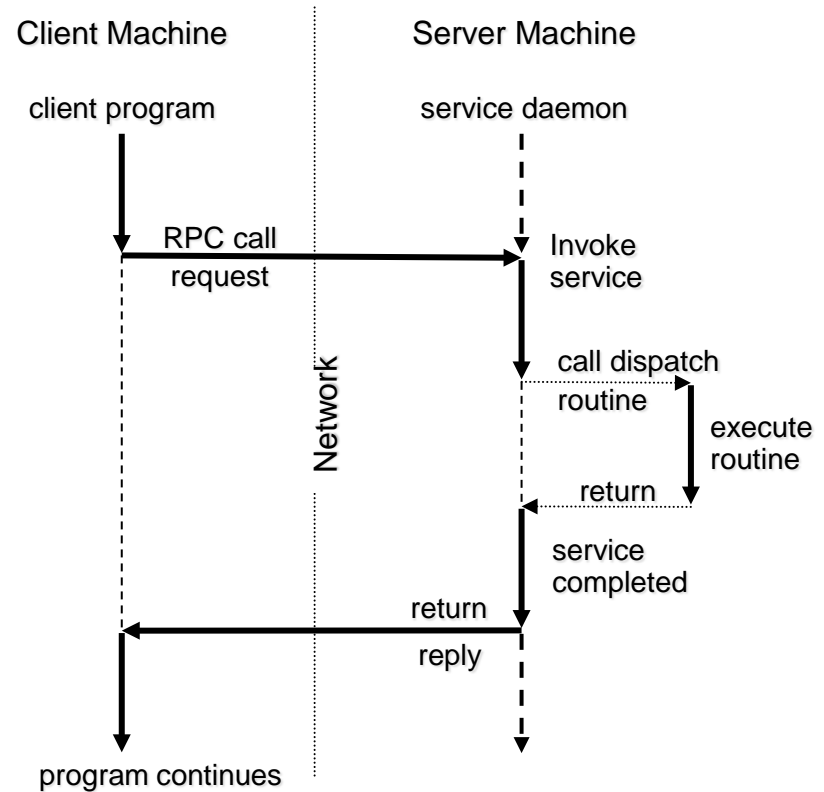 Client Machine
Server Machine
client program
service daemon
RPC call
request
Invoke
service
call dispatch
routine
Network
execute
routine
return
service
completed
return
reply
program continues